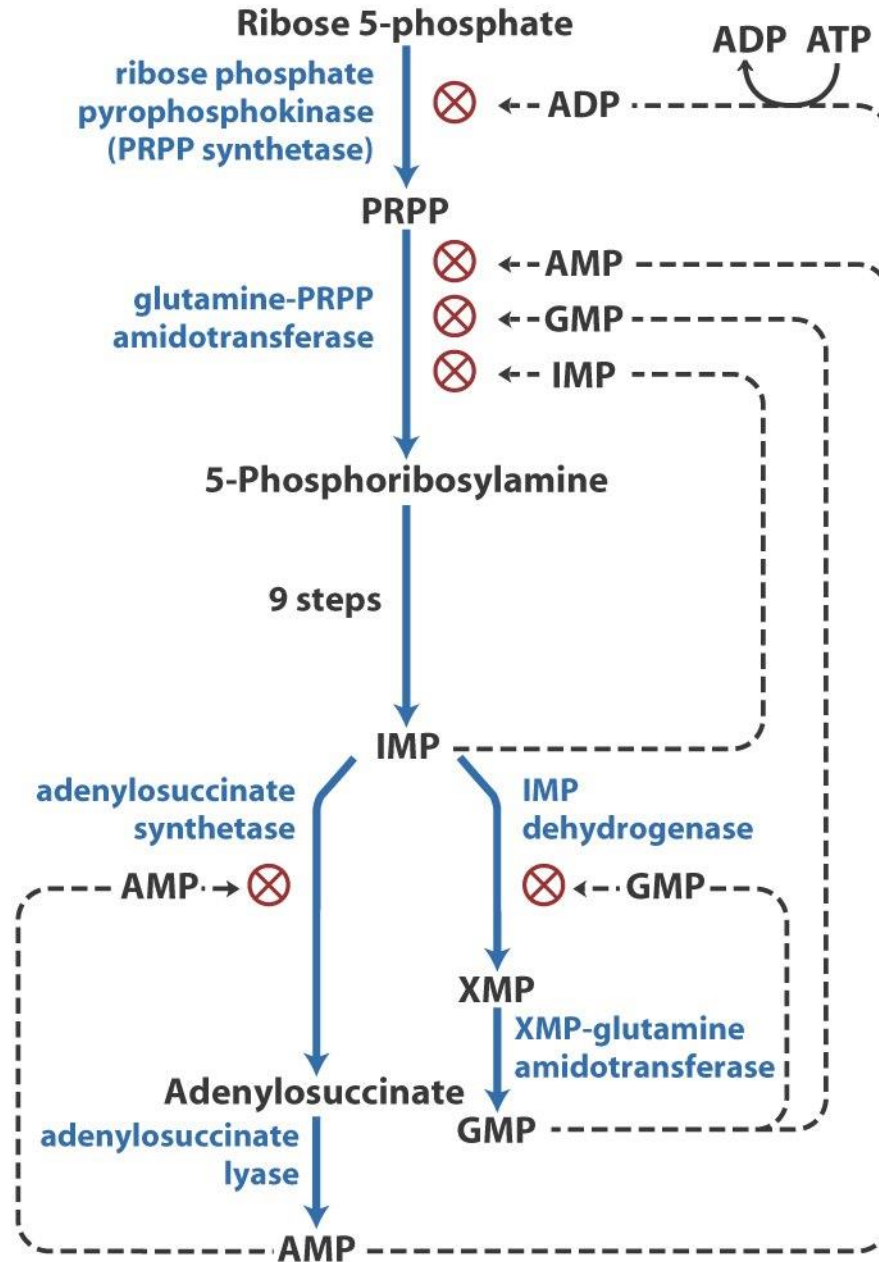 Ribose 5-phosphate
ADP ATP
ribose phosphate
pyrophosphokinase
(PRPP synthetase)
ADP
PRPP
AMP
glutamine-PRPP
amidotransferase
GMP
IMP
5-Phosphoribosylamine
9 steps
IMP
adenylosuccinate
synthetase
IMP
dehydrogenase
AMP
GMP
XMP
XMP-glutamine
amidotransferase
Adenylosuccinate
GMP
adenylosuccinate
lyase
AMP